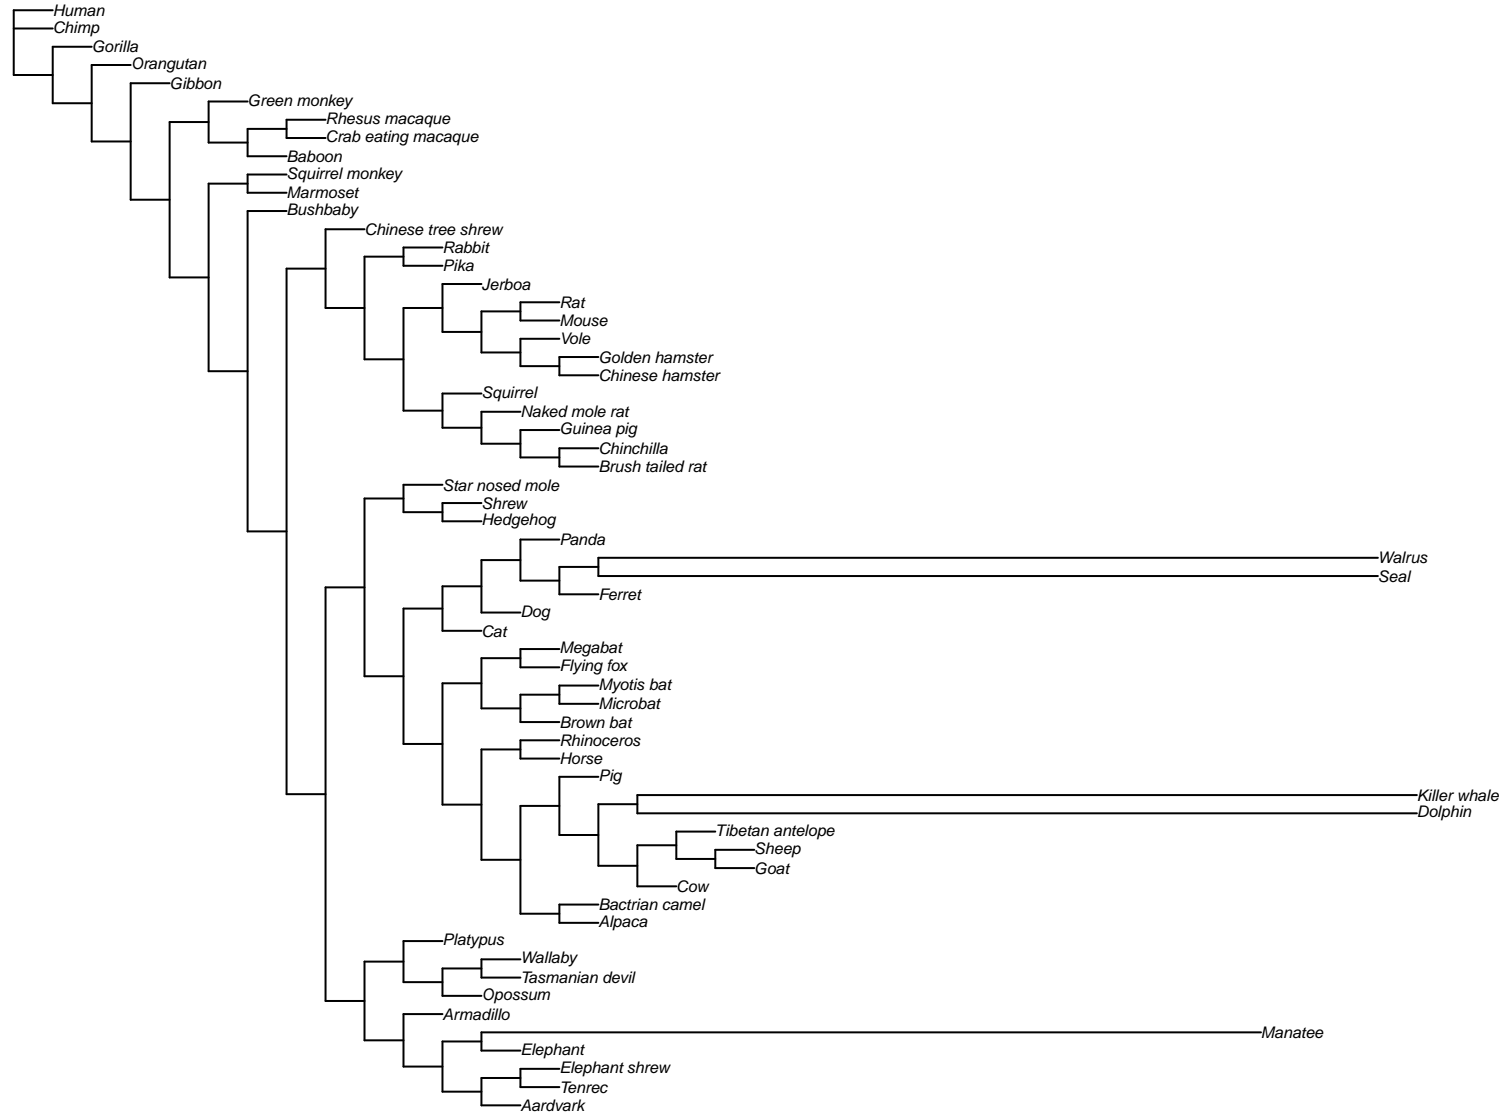 Human
Chimp
Gorilla
Orangutan
Gibbon
Green monkey
Rhesus macaque
Crab eating macaque
Baboon
Squirrel monkey
Marmoset
Bushbaby
Chinese tree shrew
Rabbit
Pika
Jerboa
Rat
Mouse
Vole
Golden hamster
Chinese hamster
Squirrel
Naked mole rat
Guinea pig
Chinchilla
Brush tailed rat
Star nosed mole
Shrew
Hedgehog
Panda
Walrus
Seal
Ferret
Dog
Cat
Megabat
Flying fox
Myotis bat
Microbat
Brown bat
Rhinoceros
Horse
Pig
Killer whale
Dolphin
Tibetan antelope
Sheep
Goat
Cow
Bactrian camel
Alpaca
Platypus
Wallaby
Tasmanian devil
Opossum
Armadillo
Manatee
Elephant
Elephant shrew
Tenrec
Aardvark